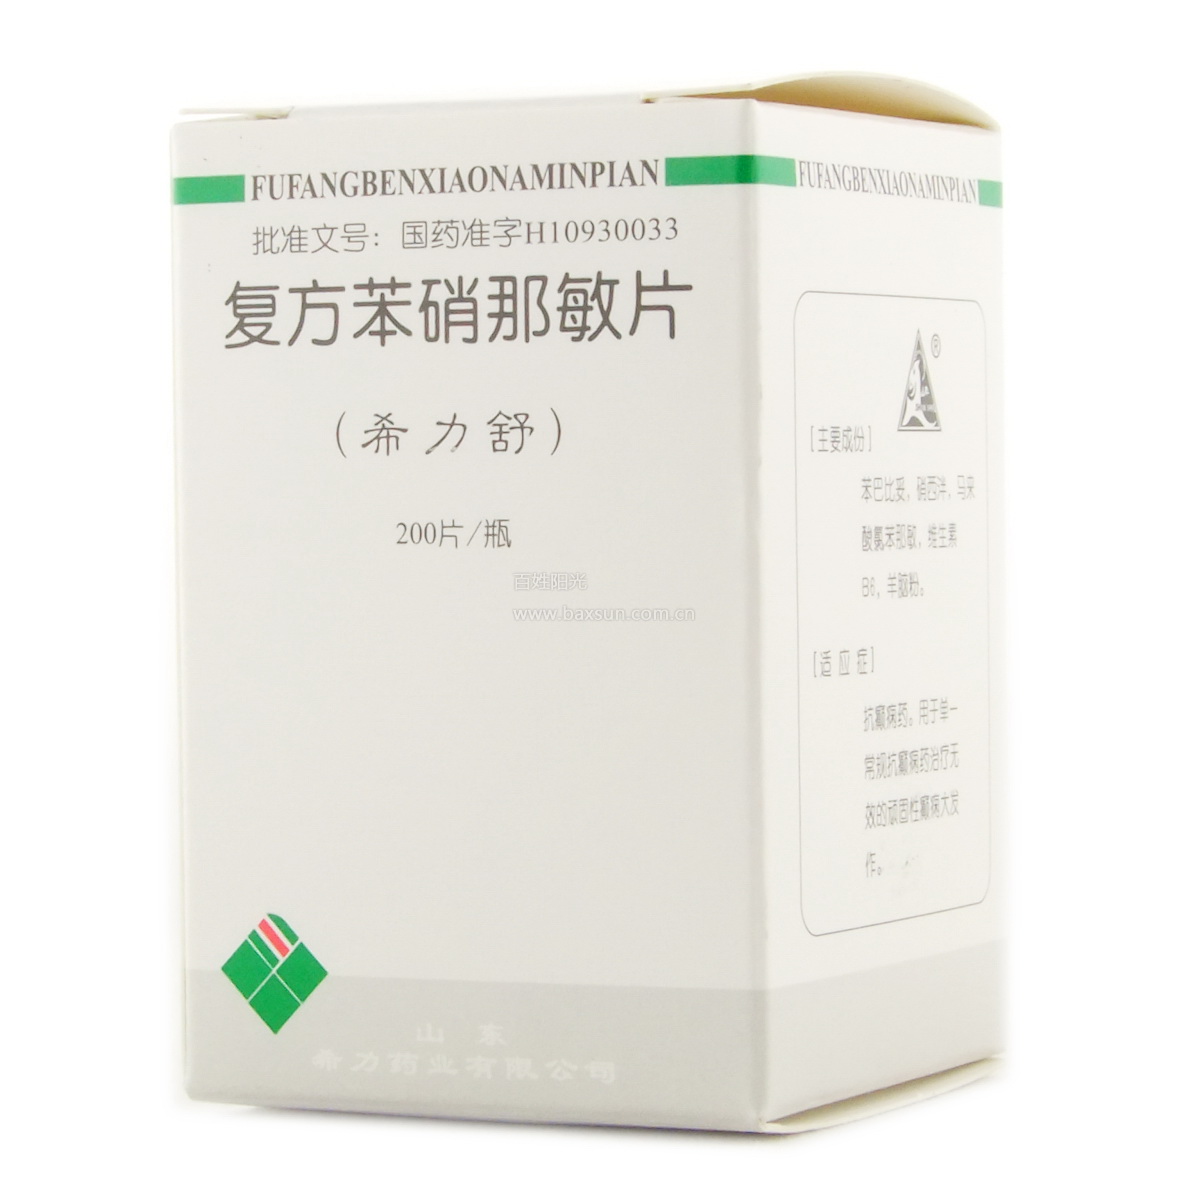 FUFANGBENXIAONAMINPIAN
批准文号：国药准字H10930033
复方苯硝那敏片
（希力舒）
200片/瓶
百姓阳光
www.baxsun.com.cn
山东
希力药业有限公司
FUFANGBENXIAONAMINPIAN
®
[主要成份]
苯巴比妥，硝西泮，马来
酸氯苯那敏，维生素
B6，羊脑粉。
[适应症]
抗癫痫药。用于单一
常规抗癫痫药治疗无
效的顽固性癫痫大发
作。